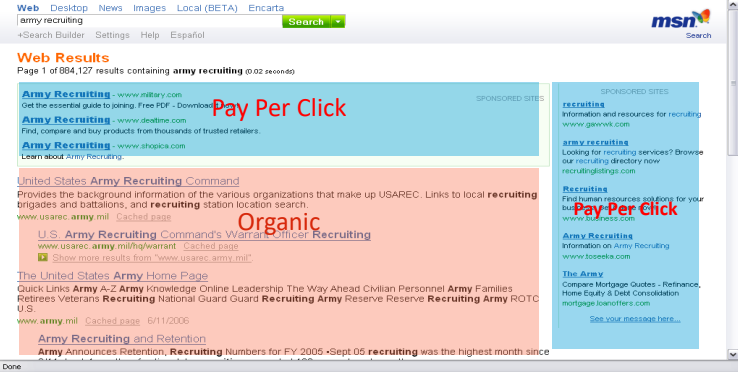 Web Desktop News Images Local (BETA) Encarta
army recruiting Search
+Search Builder Settings Help Español
msn
Search
Web Results
Page 1 of 884,127 results containing army recruiting (0.02 seconds)
SPONSORED SITES
Army Recruiting - www.military.com
Get the essential guide to joining. Free PDF - Download it now!
Army Recruiting - www.dealtime.com
Find, compare and buy products from thousands of trusted retailers.
Army Recruiting - www.shopica.com
Learn about Army Recruiting.
Pay Per Click
United States Army Recruiting Command
Provides the background information of the various organizations that make up USAREC. Links to local recruiting
brigades and battalions, and recruiting station location search.
www.usarec.army.mil Cached page
Organic
U.S. Army Recruiting Command's Warrant Officer Recruiting
www.usarec.army.mil/hq/warrant Cached page
Show more results from "www.usarec.army.mil".
The United States Army Home Page
Quick Links Army A-Z Army Knowledge Online Leadership The Way Ahead Civilian Personnel Army Families
Retirees Veterans Recruiting National Guard Guard Recruiting Army Reserve Reserve Recruiting Army ROTC
U.S.
www.army.mil Cached page 6/11/2006
Army Recruiting and Retention
Army Announces Retention, Recruiting Numbers for FY 2005 •Sept 05 recruiting was the highest month since
SPONSORED SITES
recruiting
Information and resources for recruiting
www.gawwk.com
army recruiting
Looking for recruiting services? Browse
our recruiting directory now
recruitinglistings.com
Recruiting
Find human resources solutions for your
www.business.com
Pay Per Click
Army Recruiting
Information on Army Recruiting
www.toseeka.com
The Army
Compare Mortgage Quotes - Refinance,
Home Equity & Debt Consolidation
mortgage.loanoffers.com
See your message here...
Done